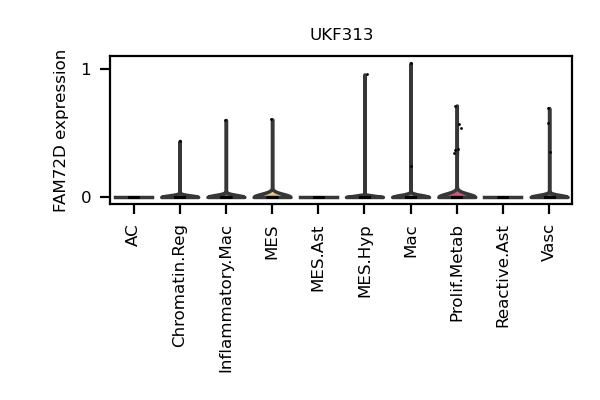 UKF313
FAM72D expression
1
0
AC
Chromatin.Reg
Inflammatory.Mac
MES
MES.Ast
MES.Hyp
Mac
Prolif.Metab
Reactive.Ast
Vasc